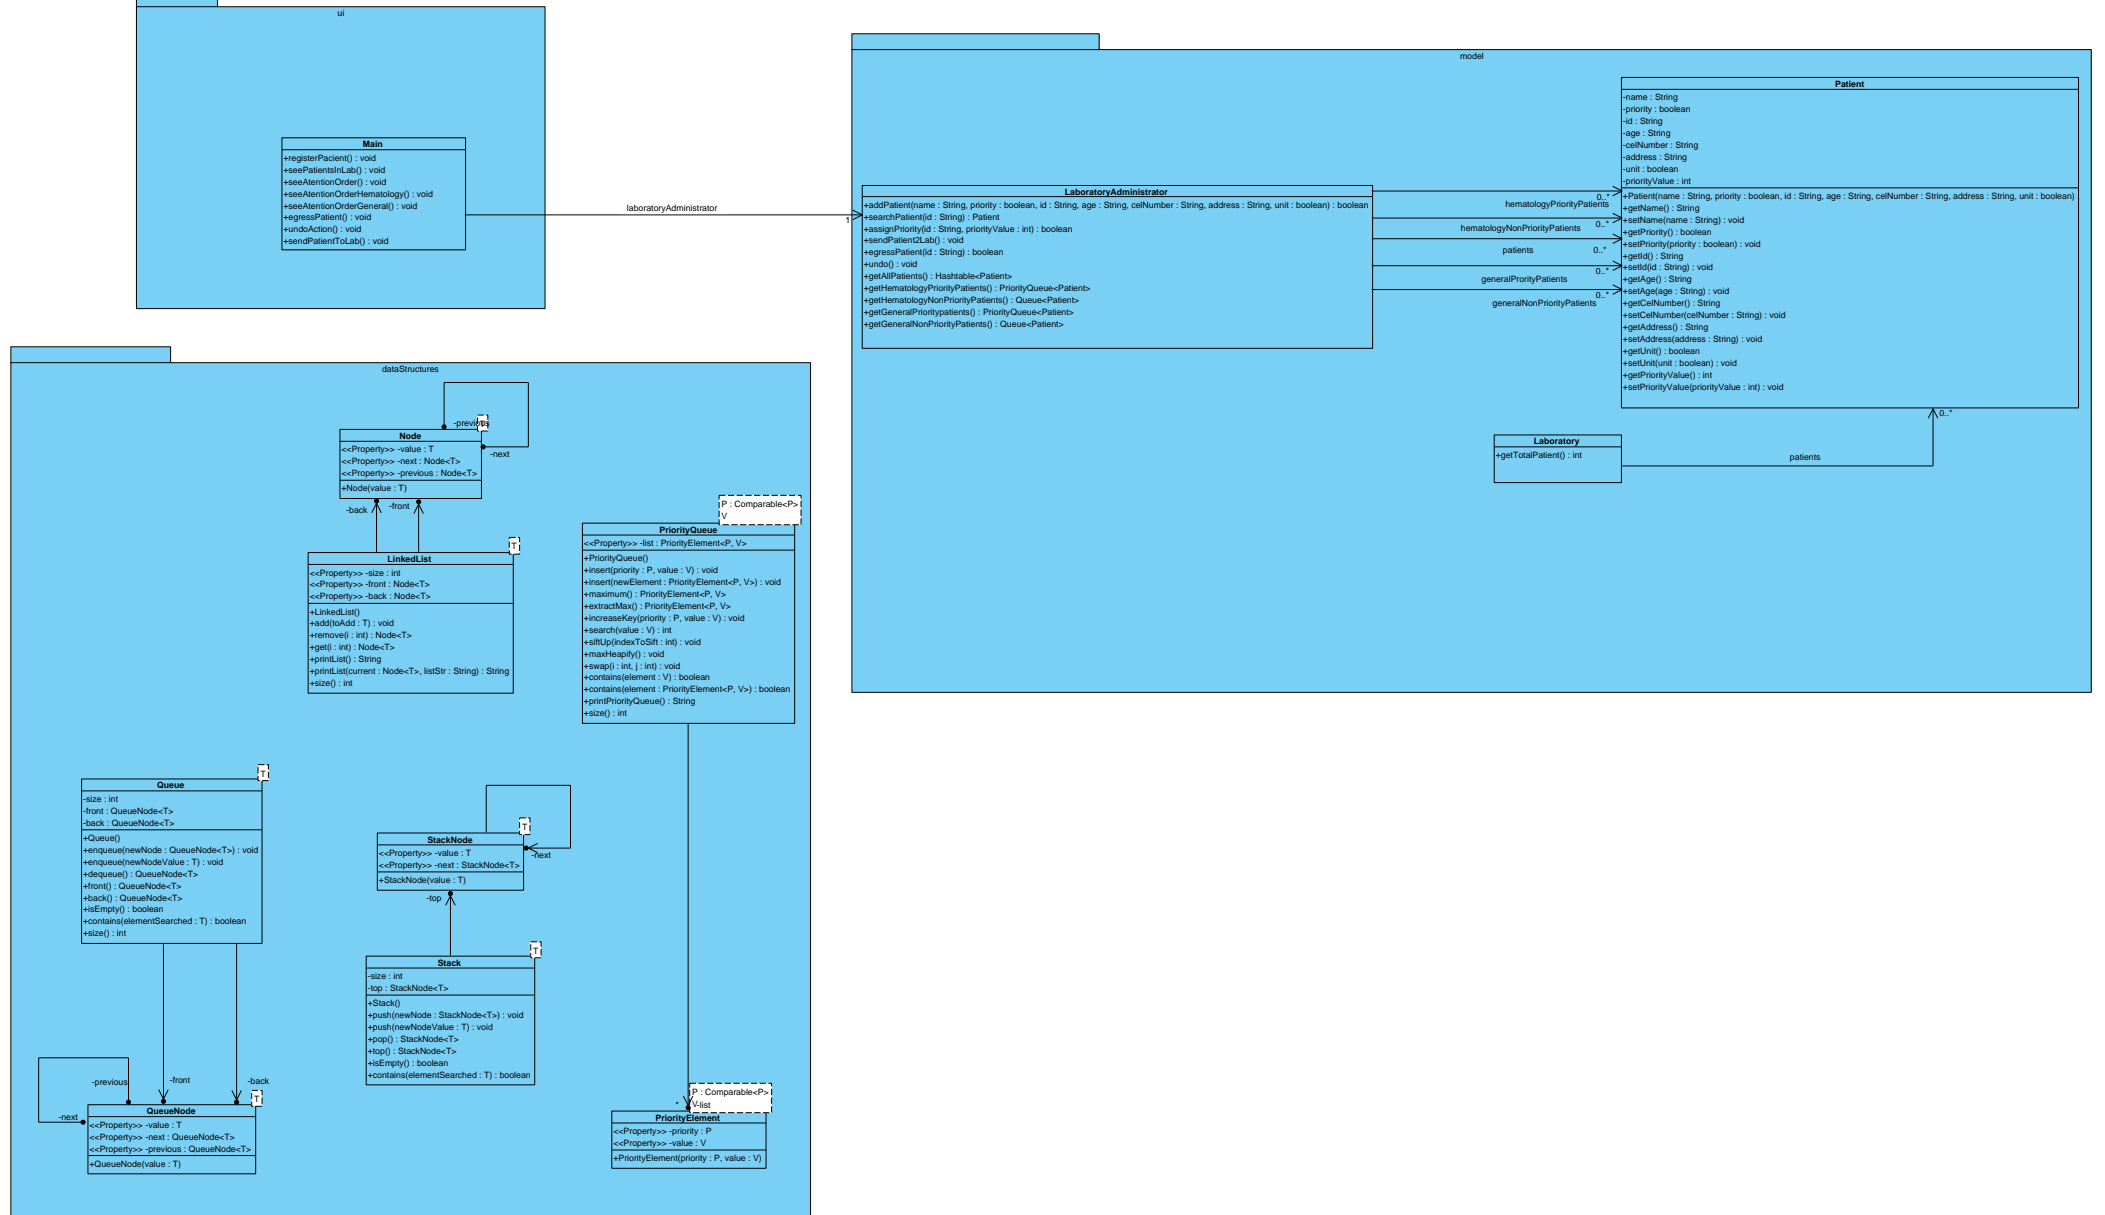 ui
Main
+registerPacient() : void
+seePatientsInLab() : void
+seeAtentionOrder() : void
+seeAtentionOrderHematology() : void
+seeAtentionOrderGeneral() : void
+egressPatient() : void
+undoAction() : void
+sendPatientToLab() : void
laboratoryAdministrator
1
model
LaboratoryAdministrator
+addPatient(name : String, priority : boolean, id : String, age : String, celNumber : String, address : String, unit : boolean) : boolean
+searchPatient(id : String) : Patient
+assignPriority(id : String, priorityValue : int) : boolean
+sendPatient2Lab() : void
+egressPatient(id : String) : boolean
+undo() : void
+getAllPatients() : Hashtable<Patient>
+getHematologyPriorityPatients() : PriorityQueue<Patient>
+getHematologyNonPriorityPatients() : Queue<Patient>
+getGeneralPrioritypatients() : PriorityQueue<Patient>
+getGeneralNonPriorityPatients() : Queue<Patient>
0..*
hematologyPriorityPatients
hematologyNonPriorityPatients
0..*
patients
0..*
0..*
generalProrityPatients
0..*
generalNonPriorityPatients
Patient
-name : String
-priority : boolean
-id : String
-age : String
-celNumber : String
-address : String
-unit : boolean
-priorityValue : int
+Patient(name : String, priority : boolean, id : String, age : String, celNumber : String, address : String, unit : boolean)
+getName() : String
+setName(name : String) : void
+getPriority() : boolean
+setPriority(priority : boolean) : void
+getId() : String
+setId(id : String) : void
+getAge() : String
+setAge(age : String) : void
+getCelNumber() : String
+setCelNumber(celNumber : String) : void
+getAddress() : String
+setAddress(address : String) : void
+getUnit() : boolean
+setUnit(unit : boolean) : void
+getPriorityValue() : int
+setPriorityValue(priorityValue : int) : void
0..*
Laboratory
+getTotalPatient() : int
patients
dataStructures
-previous
T
-next
Node
<<Property>> -value : T
<<Property>> -next : Node<T>
<<Property>> -previous : Node<T>
+Node(value : T)
-back
-front
T
LinkedList
<<Property>> -size : int
<<Property>> -front : Node<T>
<<Property>> -back : Node<T>
+LinkedList()
+add(toAdd : T) : void
+remove(i : int) : Node<T>
+get(i : int) : Node<T>
+printList() : String
+printList(current : Node<T>, listStr : String) : String
+size() : int
P : Comparable<P>
V
PriorityQueue
<<Property>> -list : PriorityElement<P, V>
+PriorityQueue()
+insert(priority : P, value : V) : void
+insert(newElement : PriorityElement<P, V>) : void
+maximum() : PriorityElement<P, V>
+extractMax() : PriorityElement<P, V>
+increaseKey(priority : P, value : V) : void
+search(value : V) : int
+siftUp(indexToSift : int) : void
+maxHeapify() : void
+swap(i : int, j : int) : void
+contains(element : V) : boolean
+contains(element : PriorityElement<P, V>) : boolean
+printPriorityQueue() : String
+size() : int
T
Queue
-size : int
-front : QueueNode<T>
-back : QueueNode<T>
+Queue()
+enqueue(newNode : QueueNode<T>) : void
+enqueue(newNodeValue : T) : void
+dequeue() : QueueNode<T>
+front() : QueueNode<T>
+back() : QueueNode<T>
+isEmpty() : boolean
+contains(elementSearched : T) : boolean
+size() : int
T
StackNode
<<Property>> -value : T
<<Property>> -next : StackNode<T>
+StackNode(value : T)
-next
-top
T
Stack
-size : int
-top : StackNode<T>
+Stack()
+push(newNode : StackNode<T>) : void
+push(newNodeValue : T) : void
+pop() : StackNode<T>
+top() : StackNode<T>
+isEmpty() : boolean
+contains(elementSearched : T) : boolean
-previous
-front
-back
T
-next
QueueNode
<<Property>> -value : T
<<Property>> -next : QueueNode<T>
<<Property>> -previous : QueueNode<T>
+QueueNode(value : T)
P : Comparable<P>
V
-list
*
PriorityElement
<<Property>> -priority : P
<<Property>> -value : V
+PriorityElement(priority : P, value : V)